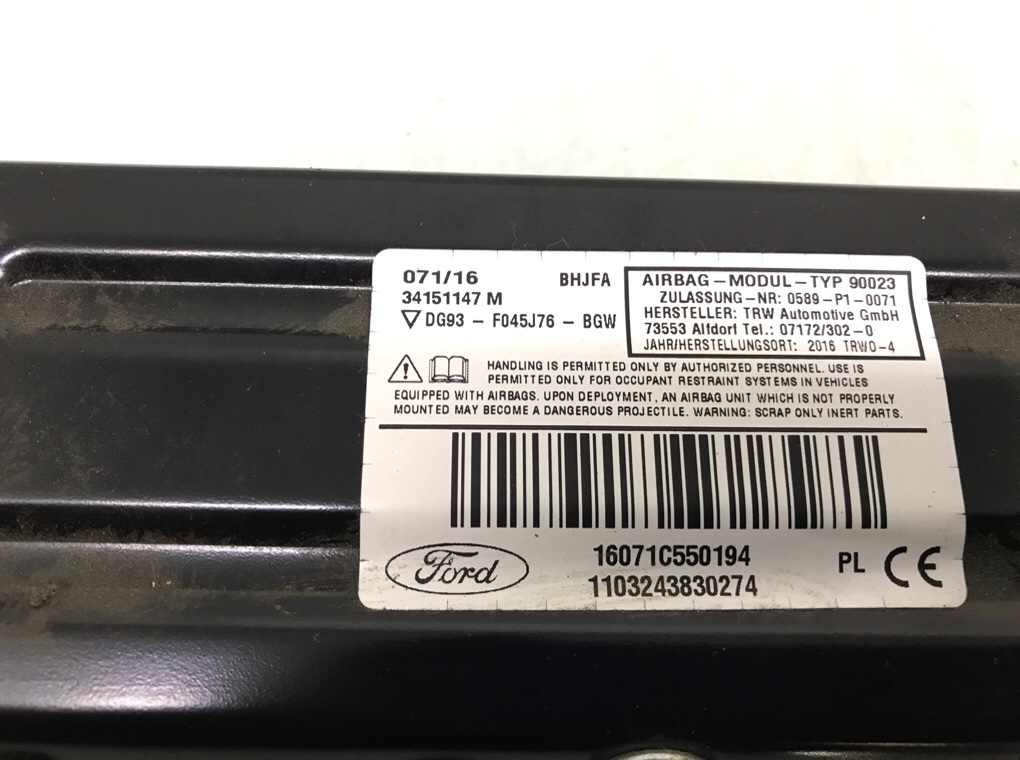 071/16 BHJFA
34151147 M
DG93 - F045J76 - BGW
AIRBAG-MODUL-TYP 90023
ZULASSUNG-NR: 0589-P1-0071
HERSTELLER: TRW Automotive GmbH
73553 Alfdorf Tel.: 07172/302-0
JAHR/HERSTELLUNGSORT: 2016 TRWO-4
HANDLING IS PERMITTED ONLY BY AUTHORIZED PERSONNEL. USE IS
PERMITTED ONLY FOR OCCUPANT RESTRAINT SYSTEMS IN VEHICLES
EQUIPPED WITH AIRBAGS. UPON DEPLOYMENT, AN AIRBAG UNIT WHICH IS NOT PROPERLY
MOUNTED MAY BECOME A DANGEROUS PROJECTILE. WARNING: SCRAP ONLY INERT PARTS.
Ford
16071C550194
1103243830274
PL CE